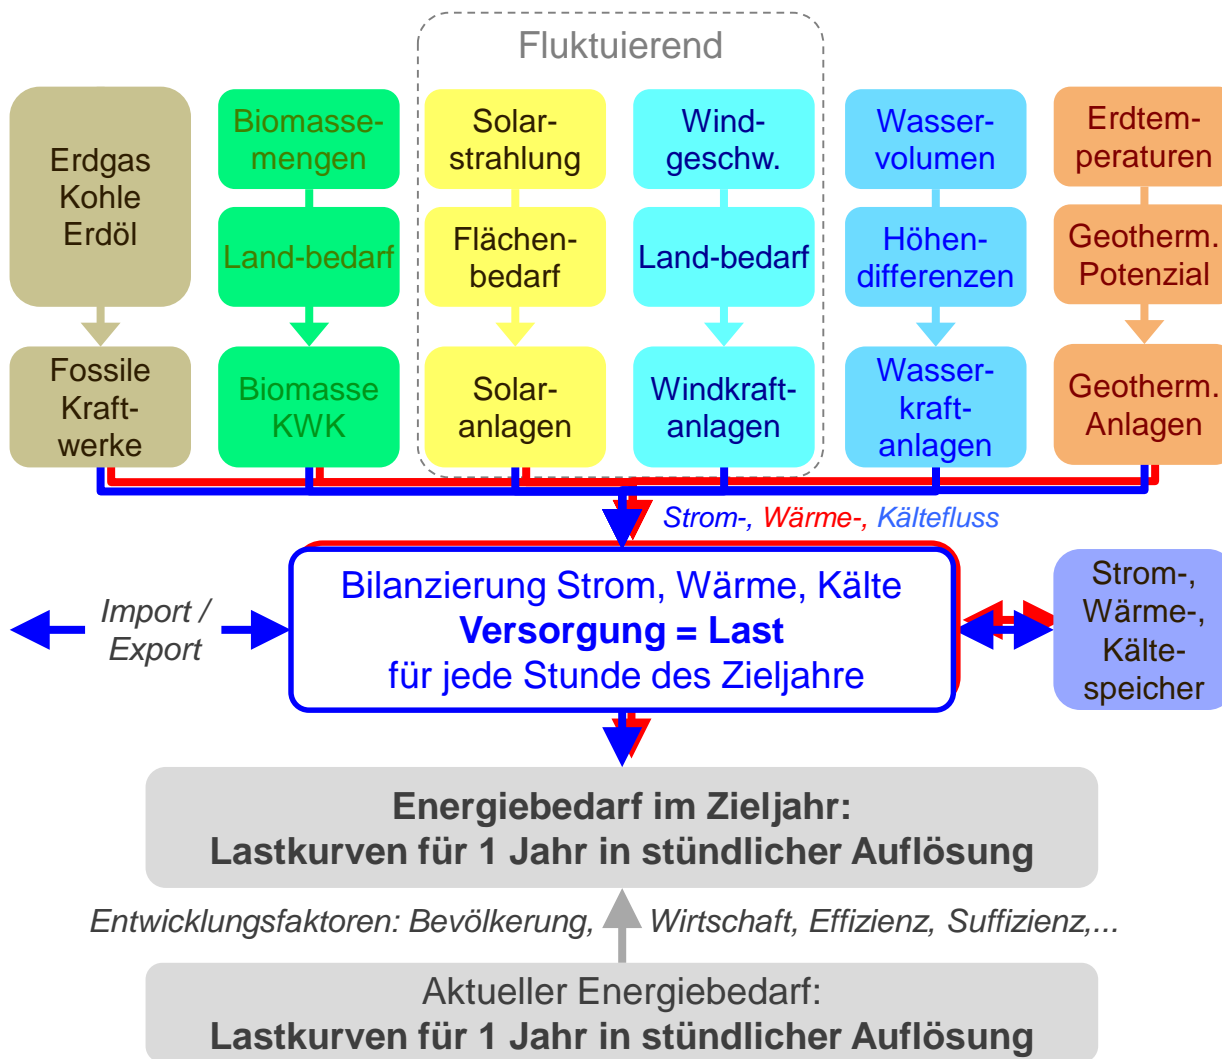 Fluktuierend
Erdgas
Kohle
Erdöl
Biomasse-
mengen
Solar-
strahlung
Wind-
geschw.
Wasser-
volumen
Erdtem-
peraturen
Land-bedarf
Flächen-
bedarf
Land-bedarf
Höhen-
differenzen
Geotherm.
Potenzial
Fossile
Kraft-
werke
Biomasse
KWK
Solar-
anlagen
Windkraft-
anlagen
Wasser-
kraft-
anlagen
Geotherm.
Anlagen
Strom-, Wärme-, Kältefluss
Import /
Export
Bilanzierung Strom, Wärme, Kälte
Versorgung = Last
für jede Stunde des Zieljahre
Strom-,
Wärme-,
Kälte-
speicher
Energiebedarf im Zieljahr:
Lastkurven für 1 Jahr in stündlicher Auflösung
Entwicklungsfaktoren: Bevölkerung, Wirtschaft, Effizienz, Suffizienz,...
Aktueller Energiebedarf:
Lastkurven für 1 Jahr in stündlicher Auflösung